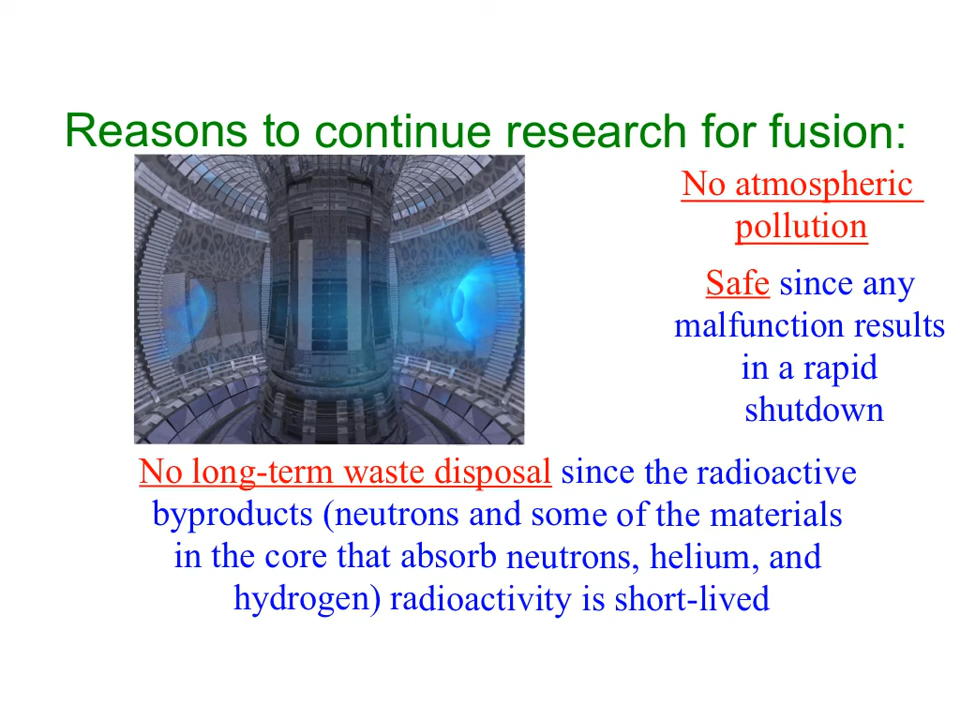 Reasons to continue research for fusion:
No atmospheric
pollution
Safe since any
malfunction results
in a rapid
shutdown
No long-term waste disposal since the radioactive
byproducts (neutrons and some of the materials
in the core that absorb neutrons, helium, and
hydrogen) radioactivity is short-lived